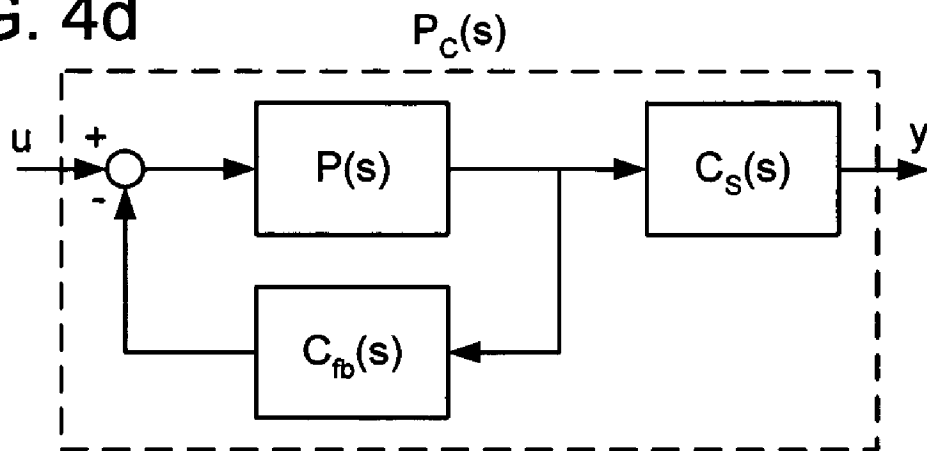 G. 4d
P_C(s)
u
+
-
P(s)
C_S(s)
y
C_fb(s)